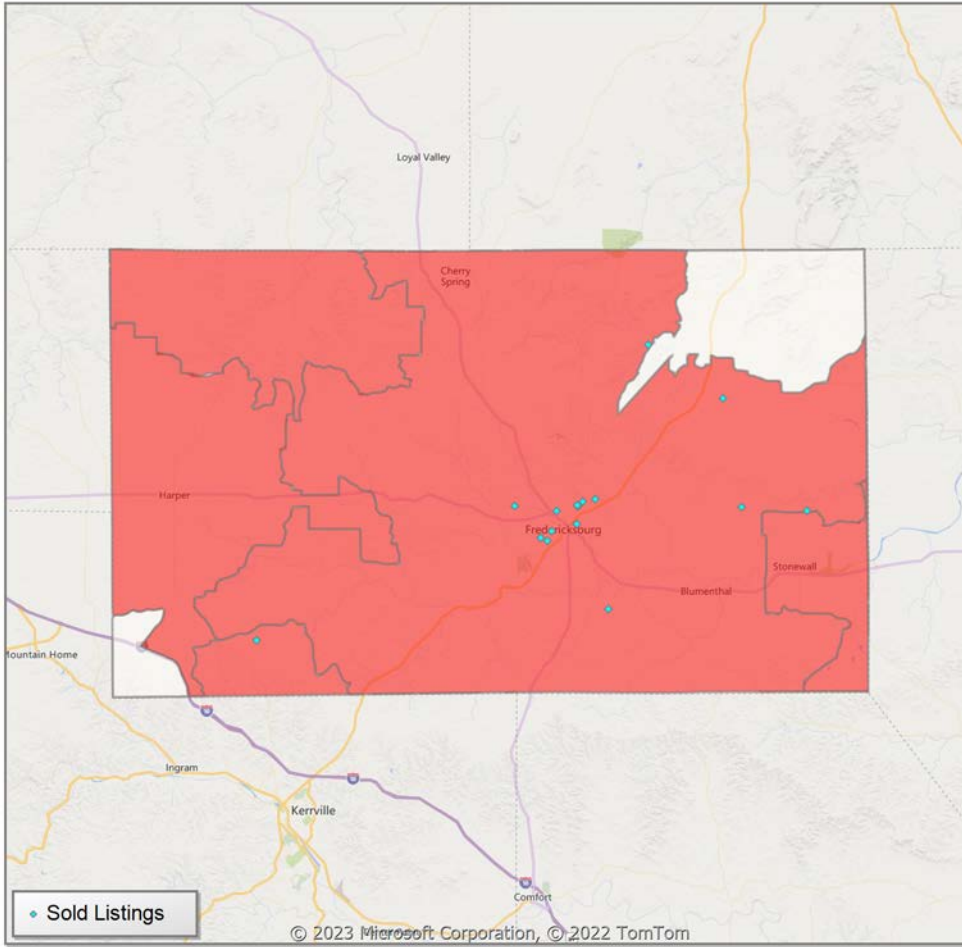 Loyal Valley
Cherry
Spring
Harper
Fredericksburg
Stonewall
Blumenthal
Mountain Home
Ingram
Kerrville
Comfort
Sold Listings
© 2023 Microsoft Corporation, © 2022 TomTom